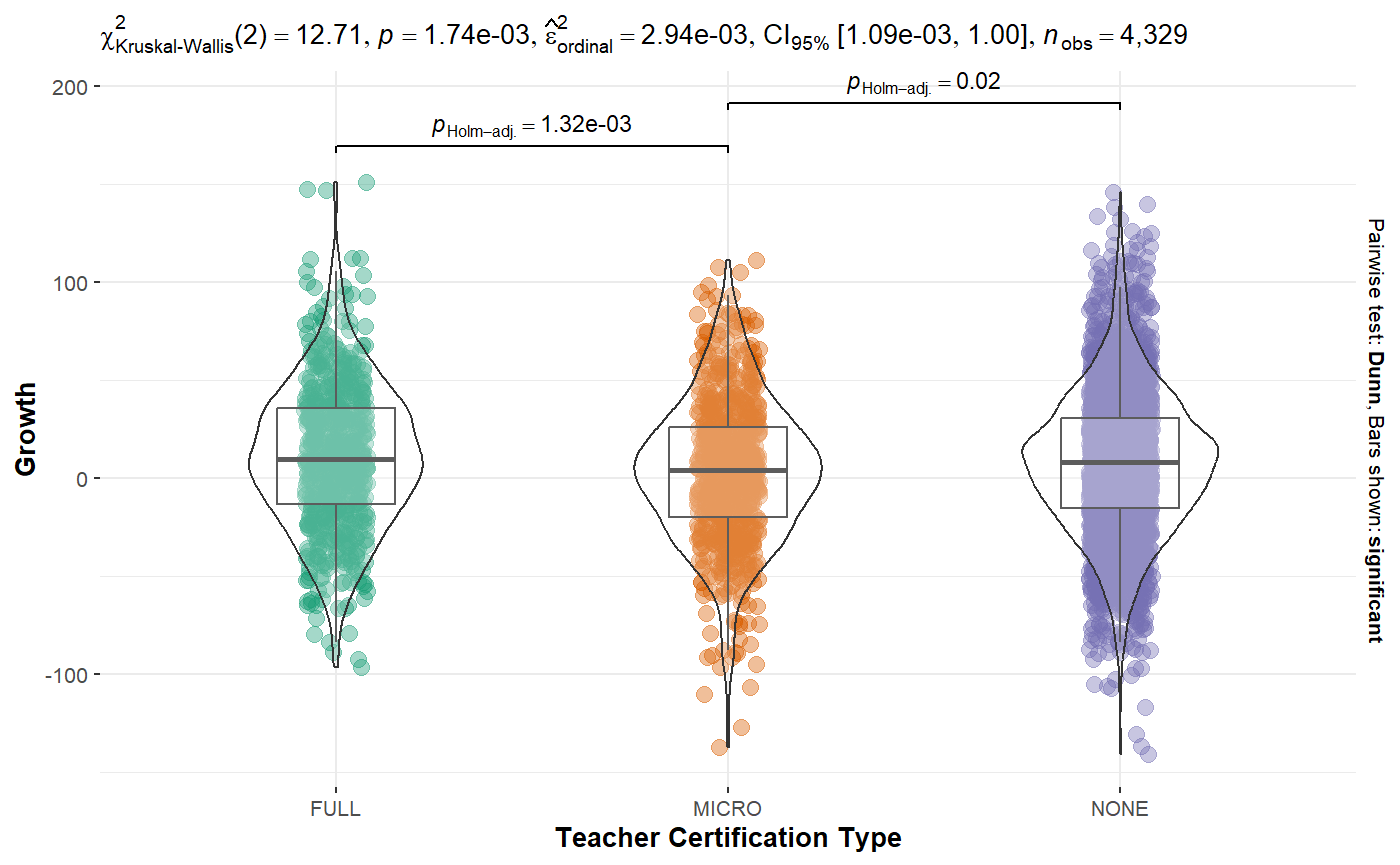 χ²Kruskal-Wallis(2) = 12.71, p = 1.74e-03, ε̂²ordinal = 2.94e-03, CI95% [1.09e-03, 1.00], nobs = 4,329
pHolm−adj. = 0.02
pHolm−adj. = 1.32e-03
200
100
0
-100
Growth
FULL
MICRO
NONE
Teacher Certification Type
Pairwise test: Dunn, Bars shown: significant